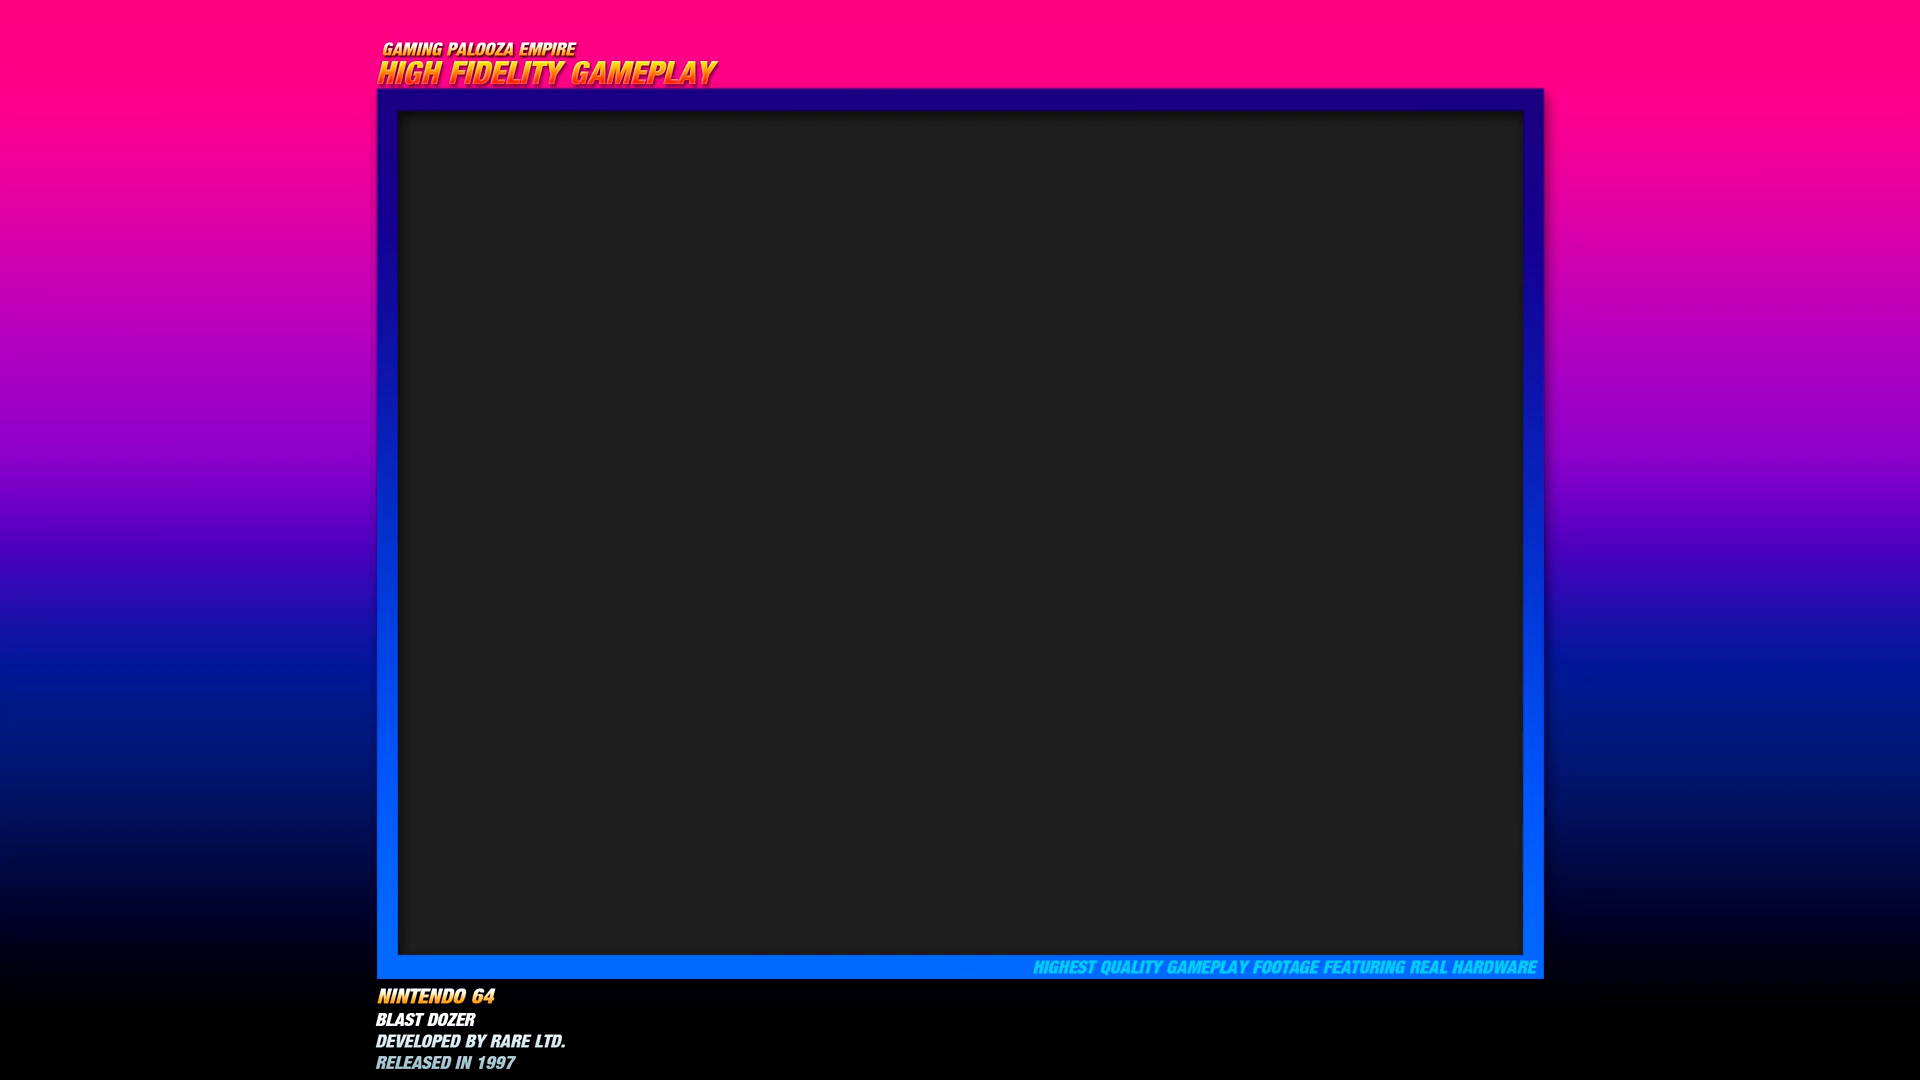 GAMING PALOOZA EMPIRE
HIGH FIDELITY GAMEPLAY
HIGHEST QUALITY GAMEPLAY FOOTAGE FEATURING REAL HARDWARE
NINTENDO 64
BLAST DOZER
DEVELOPED BY RARE LTD.
RELEASED IN 1997